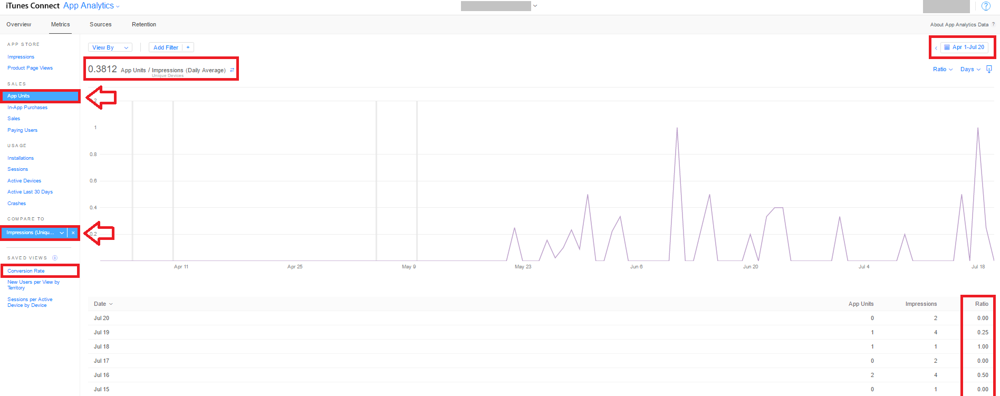 iTunes Connect App Analytics
?
Overview Metrics Sources Retention About App Analytics Data ?
APP STORE
Impressions
Product Page Views
SALES
App Units
In-App Purchases
Sales
Paying Users
USAGE
Installations
Sessions
Active Devices
Active Last 30 Days
Crashes
COMPARE TO
Impressions (Uniqu... ×
SAVED VIEWS +
Conversion Rate
New Users per View by
Territory
Sessions per Active
Device by Device
View By Add Filter + Apr 1-Jul 20
0.3812 App Units / Impressions (Daily Average)
Unique Devices
Ratio Days
1
0.8
0.6
0.4
0.2
Apr 11 Apr 25 May 9 May 23 Jun 6 Jun 20 Jul 4 Jul 18
Date App Units Impressions Ratio
Jul 20 0 2 0.00
Jul 19 1 4 0.25
Jul 18 1 1 1.00
Jul 17 0 2 0.00
Jul 16 2 4 0.50
Jul 15 0 1 0.00